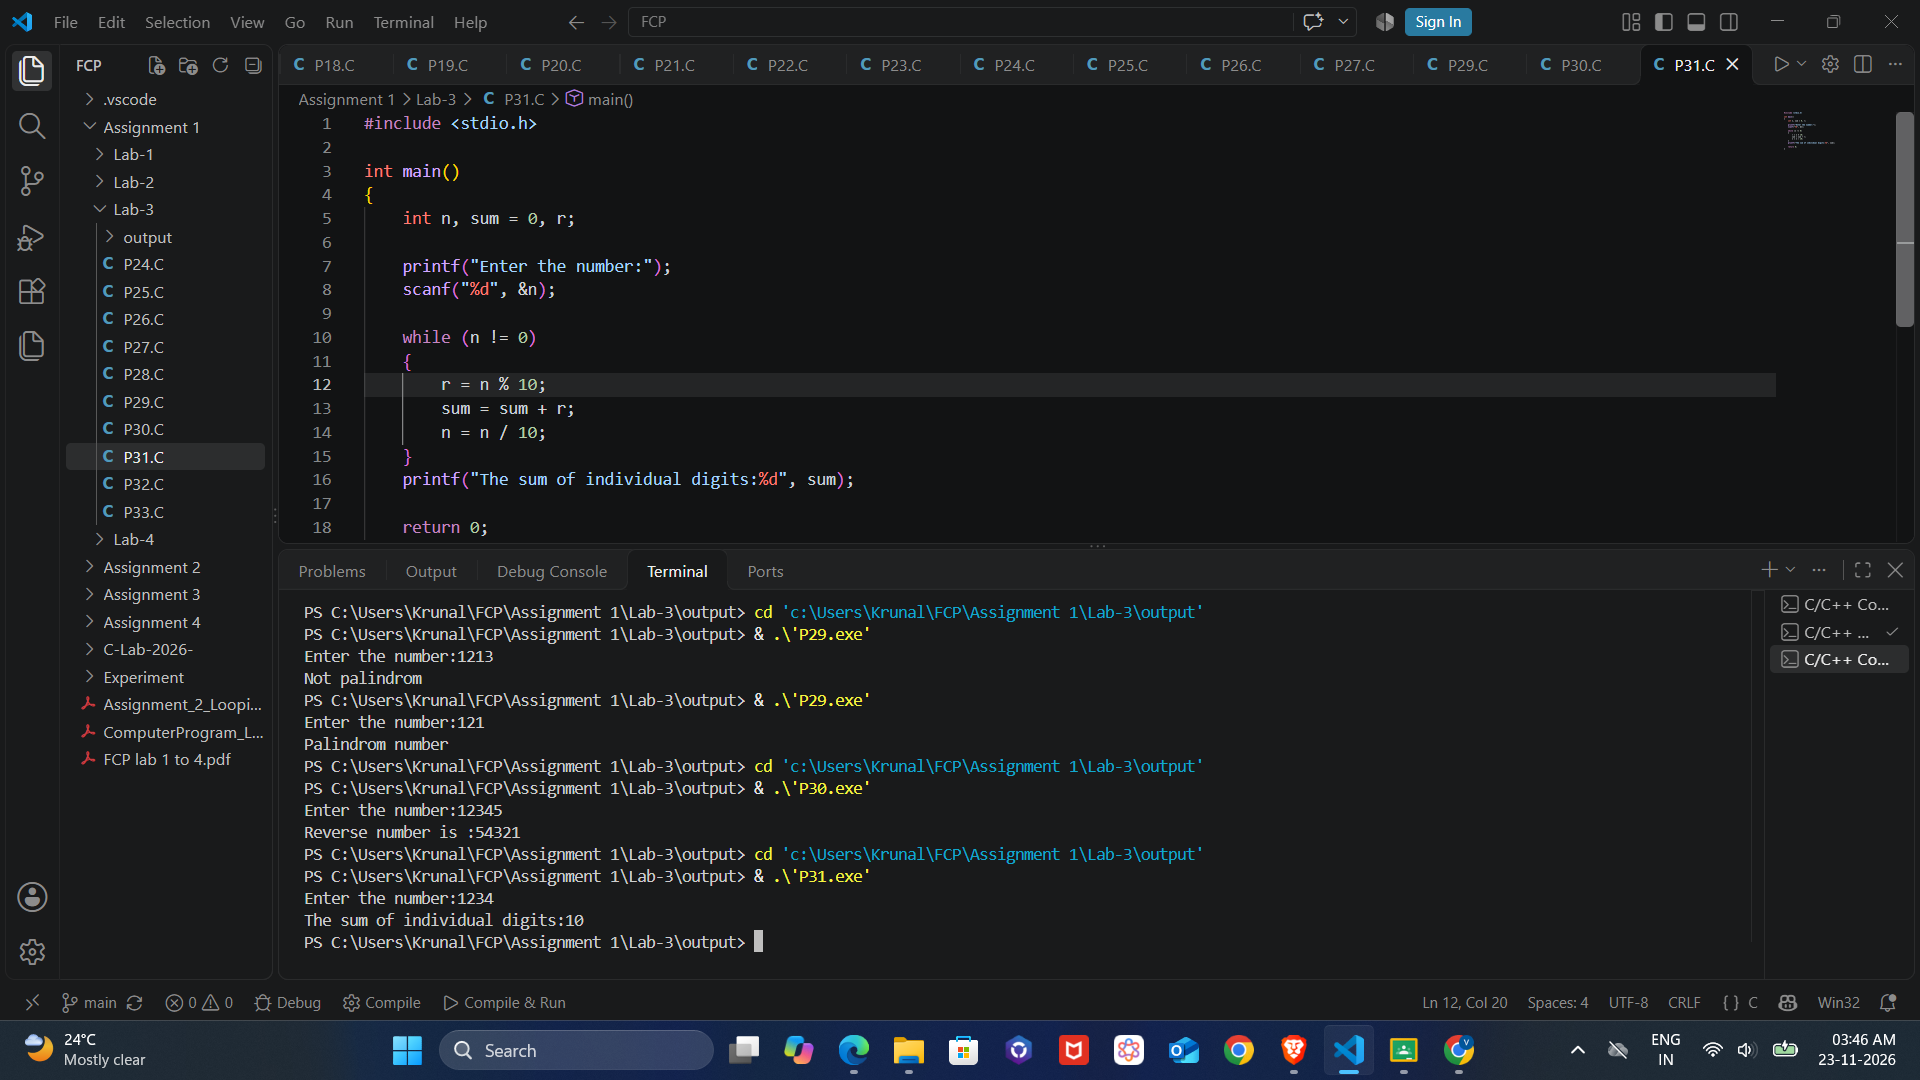 File Edit Selection View Go Run Terminal Help
FCP
Sign In
FCP
P18.C P19.C P20.C P21.C P22.C P23.C P24.C P25.C P26.C P27.C P29.C P30.C P31.C
.vscode
Assignment 1
Lab-1
Lab-2
Lab-3
output
P24.C
P25.C
P26.C
P27.C
P28.C
P29.C
P30.C
P31.C
P32.C
P33.C
Lab-4
Assignment 2
Assignment 3
Assignment 4
C-Lab-2026-
Experiment
Assignment_2_Loopi...
ComputerProgram_L...
FCP lab 1 to 4.pdf
Assignment 1 > Lab-3 > C P31.C > main()
1 #include <stdio.h>
2
3 int main()
4 {
5 int n, sum = 0, r;
6
7 printf("Enter the number:");
8 scanf("%d", &n);
9
10 while (n != 0)
11 {
12 r = n % 10;
13 sum = sum + r;
14 n = n / 10;
15 }
16 printf("The sum of individual digits:%d", sum);
17
18 return 0;
Problems Output Debug Console Terminal Ports
PS C:\Users\Krunal\FCP\Assignment 1\Lab-3\output> cd 'c:\Users\Krunal\FCP\Assignment 1\Lab-3\output'
PS C:\Users\Krunal\FCP\Assignment 1\Lab-3\output> & .\'P29.exe'
Enter the number:1213
Not palindrom
PS C:\Users\Krunal\FCP\Assignment 1\Lab-3\output> & .\'P29.exe'
Enter the number:121
Palindrom number
PS C:\Users\Krunal\FCP\Assignment 1\Lab-3\output> cd 'c:\Users\Krunal\FCP\Assignment 1\Lab-3\output'
PS C:\Users\Krunal\FCP\Assignment 1\Lab-3\output> & .\'P30.exe'
Enter the number:12345
Reverse number is :54321
PS C:\Users\Krunal\FCP\Assignment 1\Lab-3\output> cd 'c:\Users\Krunal\FCP\Assignment 1\Lab-3\output'
PS C:\Users\Krunal\FCP\Assignment 1\Lab-3\output> & .\'P31.exe'
Enter the number:1234
The sum of individual digits:10
PS C:\Users\Krunal\FCP\Assignment 1\Lab-3\output>
C/C++ Co...
C/C++ ...
C/C++ Co...
main 0 0 Debug Compile Compile & Run
Ln 12, Col 20 Spaces: 4 UTF-8 CRLF {} C Win32
24°C
Mostly clear
Search
ENG
IN
03:46 AM
23-11-2026